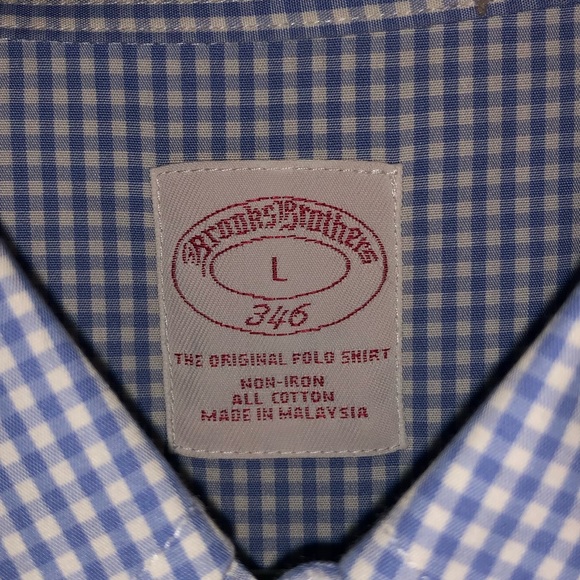 Brooks Brothers
L
346
THE ORIGINAL POLO SHIRT
NON-IRON
ALL COTTON
MADE IN MALAYSIA